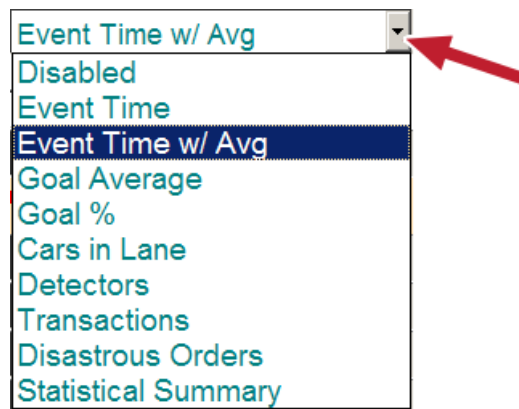 Event Time w/ Avg
Disabled
Event Time
Event Time w/ Avg
Goal Average
Goal %
Cars in Lane
Detectors
Transactions
Disastrous Orders
Statistical Summary